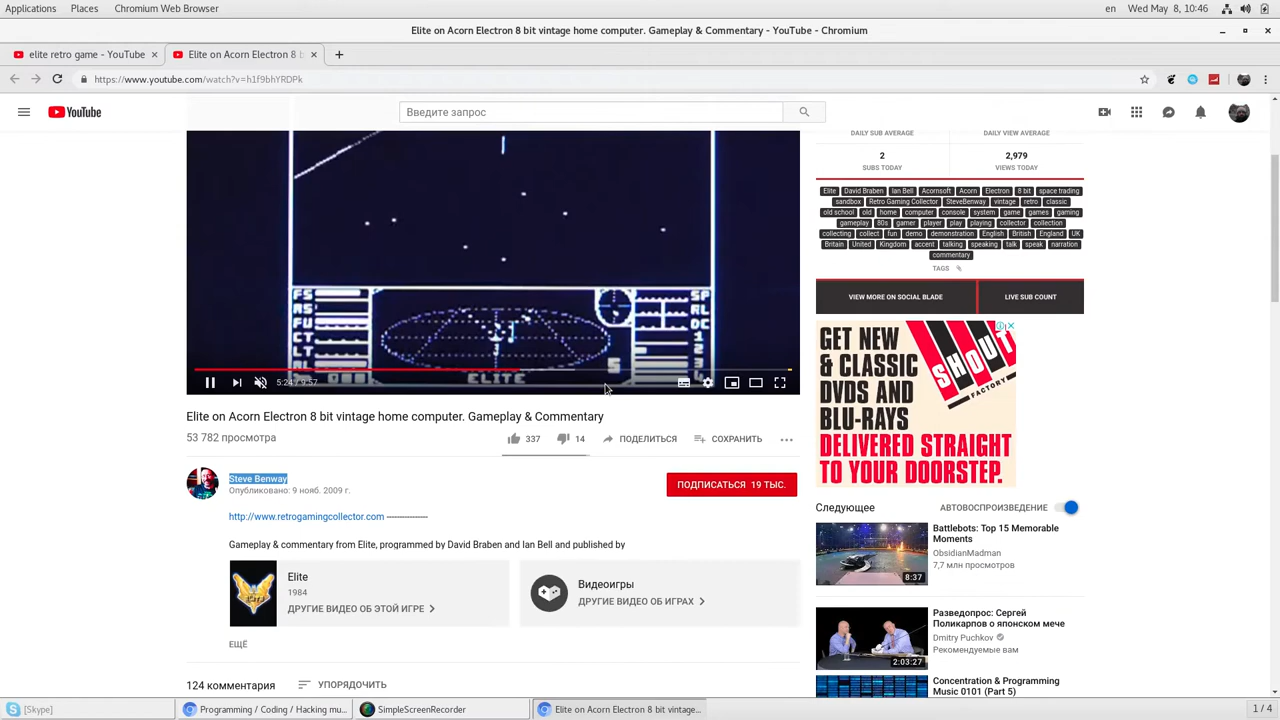 Applications Places Chromium Web Browser en Wed May 8, 10:46
Elite on Acorn Electron 8 bit vintage home computer. Gameplay & Commentary - YouTube - Chromium
elite retro game - YouTube × Elite on Acorn Electron 8 b × +
https://www.youtube.com/watch?v=h1f9bhYRDPk
YouTube Введите запрос
DAILY SUB AVERAGE DAILY VIEW AVERAGE
2 2,979
SUBS TODAY VIEWS TODAY
Elite David Braben Ian Bell Acornsoft Acorn Electron 8 bit space trading
sandbox Retro Gaming Collector SteveBenway vintage retro classic
old school old home computer console system game games gaming
gameplay 80s gamer player play playing collector collection
collecting collect fun demo demonstration English British England UK
Britain United Kingdom accent talking speaking talk speak narration
commentary
TAGS
VIEW MORE ON SOCIAL BLADE LIVE SUB COUNT
GET NEW
& CLASSIC
DVDS AND
BLU-RAYS
DELIVERED STRAIGHT
TO YOUR DOORSTEP.
SHOUT
FACTORY
ELITE
5
5:24 / 9:57
Elite on Acorn Electron 8 bit vintage home computer. Gameplay & Commentary
53 782 просмотра
337 14 ПОДЕЛИТЬСЯ СОХРАНИТЬ
Steve Benway
Опубликовано: 9 нояб. 2009 г.
ПОДПИСАТЬСЯ 19 ТЫС.
http://www.retrogamingcollector.com ----------------
Gameplay & commentary from Elite, programmed by David Braben and Ian Bell and published by
Elite
1984
ДРУГИЕ ВИДЕО ОБ ЭТОЙ ИГРЕ
Видеоигры
ДРУГИЕ ВИДЕО ОБ ИГРАХ
ЕЩЁ
124 комментария УПОРЯДОЧИТЬ
Следующее АВТОВОСПРОИЗВЕДЕНИЕ
Battlebots: Top 15 Memorable
Moments
ObsidianMadman
7,7 млн просмотров
8:37
Разведопрос: Сергей
Поликарпов о японском мече
Dmitry Puchkov
Рекомендуемые вам
2:03:27
Concentration & Programming
Music 0101 (Part 5)
[Skype] Programming / Coding / Hacking mu... SimpleScreenRecorder Elite on Acorn Electron 8 bit vintage... 1 / 4